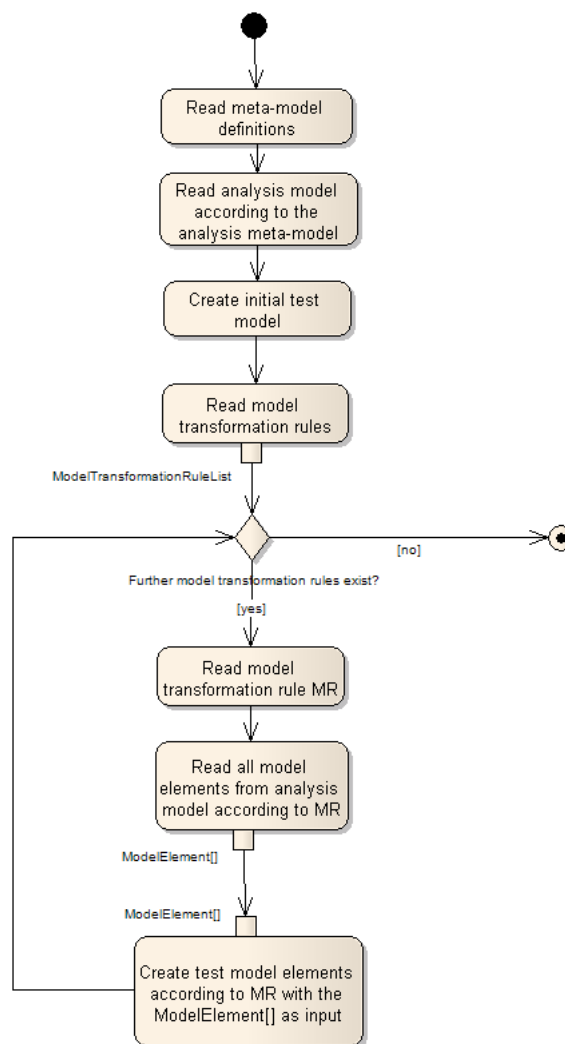 Read meta-model
definitions
Read analysis model
according to the
analysis meta-model
Create initial test
model
Read model
transformation rules
ModelTransformationRuleList
[no]
Further model transformation rules exist?
[yes]
Read model
transformation rule MR
Read all model
elements from analysis
model according to MR
ModelElement[]
ModelElement[]
Create test model elements
according to MR with the
ModelElement[] as input